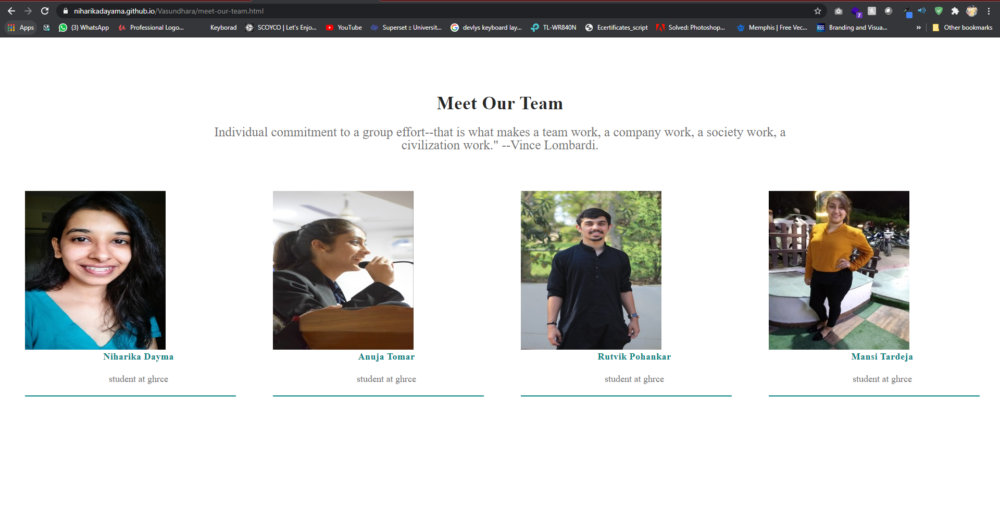 niharikadayama.github.io/Vasundhara/meet-our-team.html
7
Apps (3) WhatsApp Professional Logo... Keyborad SCOYCO | Let's Enjo... YouTube Superset :: Universit... devlys keyboard lay... TL-WR840N Ecertificates_script Solved: Photoshop... Memphis | Free Vec... IEEE Branding and Visua... » Other bookmarks
Meet Our Team
Individual commitment to a group effort--that is what makes a team work, a company work, a society work, a
civilization work." --Vince Lombardi.
Niharika Dayma
student at ghrce
Anuja Tomar
student at ghrce
Rutvik Pohankar
student at ghrce
Mansi Tardeja
student at ghrce